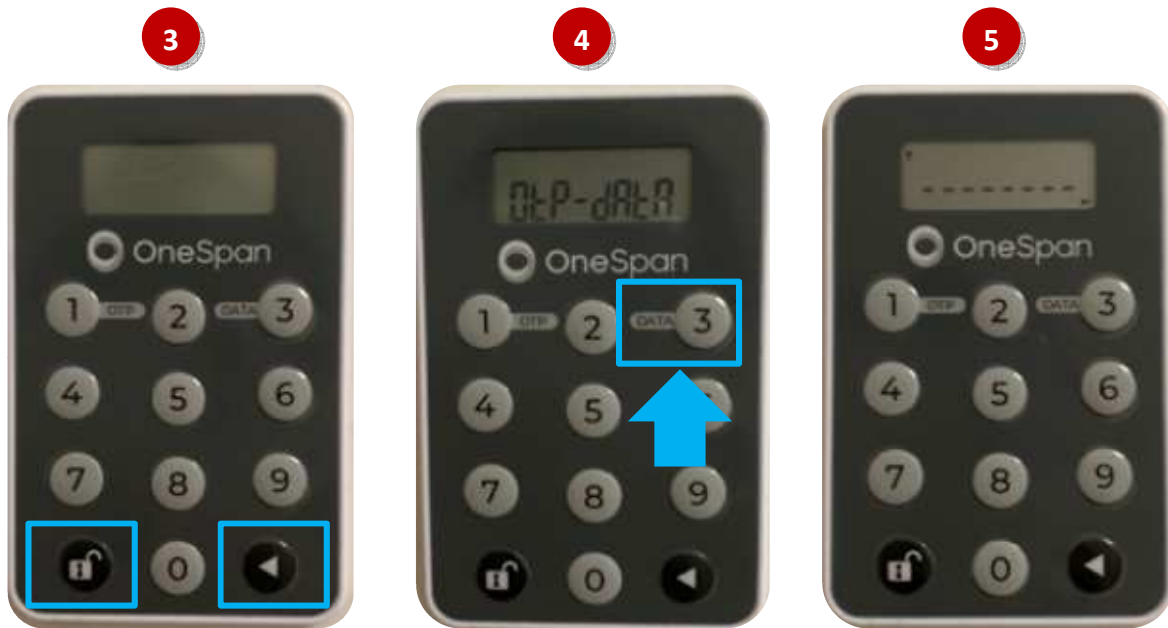 3
4
5
OneSpan
1 OTP 2 DATA 3
4 5 6
7 8 9
0
OtP-dAtA
OneSpan
1 OTP 2 DATA 3
4 5
7 8 9
0
--------
OneSpan
1 OTP 2 DATA 3
4 5 6
7 8 9
0